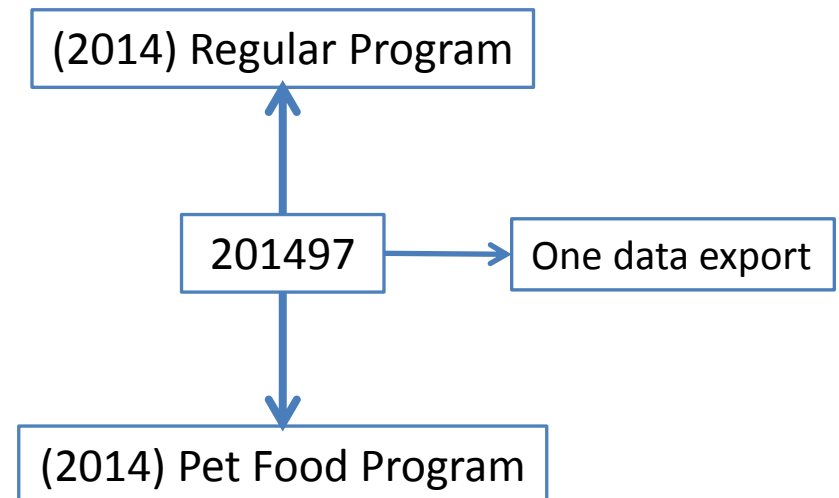 (2014) Regular Program
201497
One data export
(2014) Pet Food Program